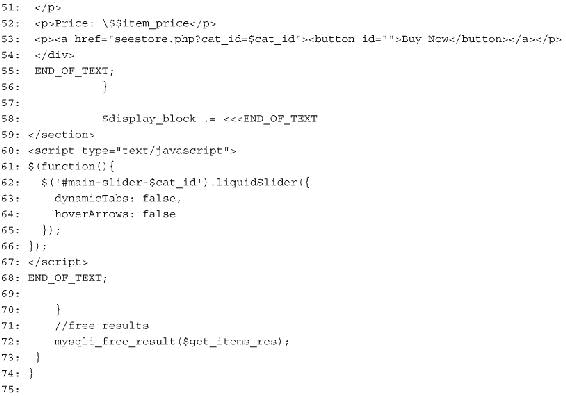 51: </p>
52: <p>Price: \$$item_price</p>
53: <p><a href="seestore.php?cat_id=$cat_id"><button id="">Buy Now</button></a></p>
54: </div>
55: END_OF_TEXT;
56: }
57:
58: $display_block .= <<<END_OF_TEXT
59: </section>
60: <script type="text/javascript">
61: $(function(){
62: $('#main-slider-$cat_id').liquidSlider({
63: dynamicTabs: false,
64: hoverArrows: false
65: });
66: });
67: </script>
68: END_OF_TEXT;
69:
70: }
71: //free results
72: mysqli_free_result($get_items_res);
73: }
74: }
75: